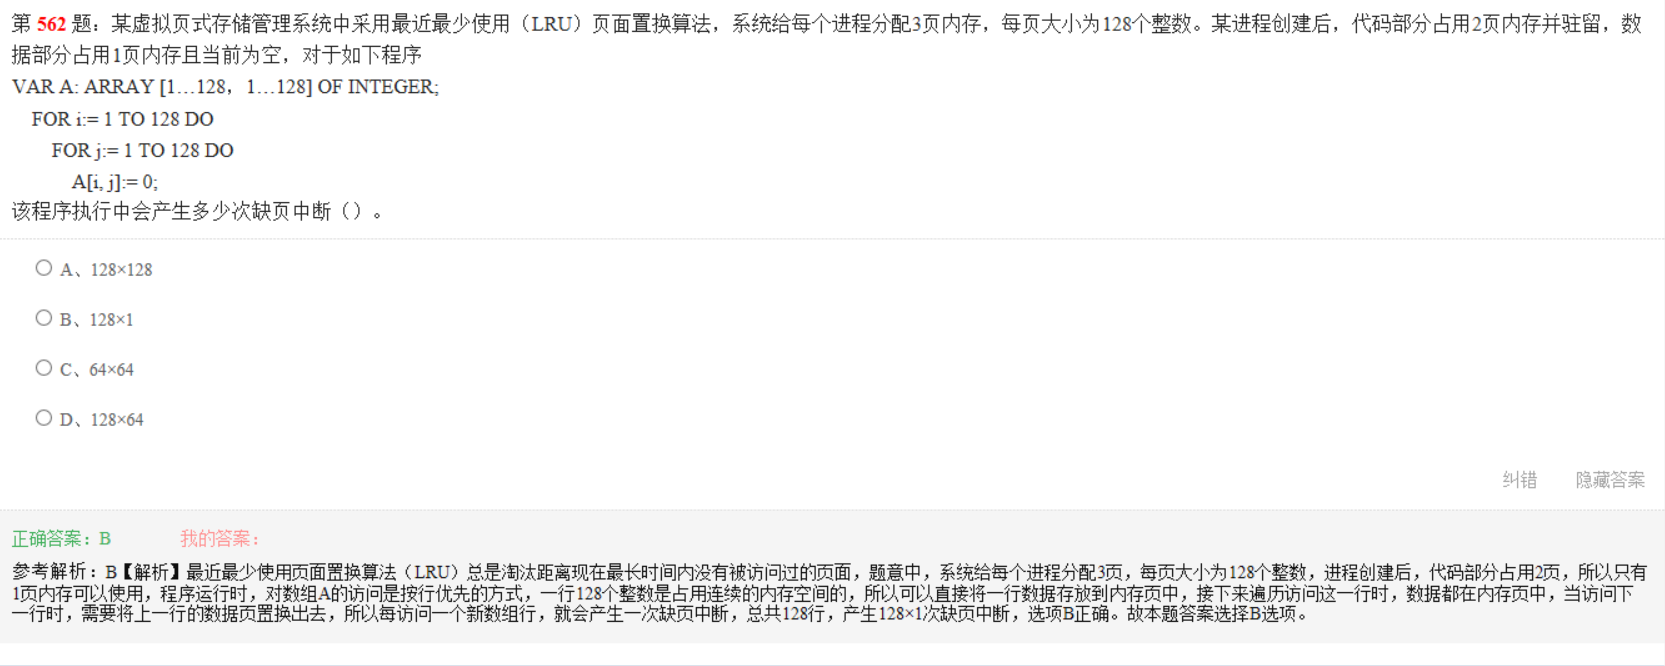 第 562 题：某虚拟页式存储管理系统中采用最近最少使用（LRU）页面置换算法，系统给每个进程分配3页内存，每页大小为128个整数。某进程创建后，代码部分占用2页内存并驻留，数
据部分占用1页内存且当前为空，对于如下程序
VAR A: ARRAY [1…128，1…128] OF INTEGER;
FOR i:= 1 TO 128 DO
FOR j:= 1 TO 128 DO
A[i, j]:= 0;
该程序执行中会产生多少次缺页中断（）。
A、128×128
B、128×1
C、64×64
D、128×64
纠错 隐藏答案
正确答案：B 我的答案：
参考解析：B【解析】最近最少使用页面置换算法（LRU）总是淘汰距离现在最长时间内没有被访问过的页面，题意中，系统给每个进程分配3页，每页大小为128个整数，进程创建后，代码部分占用2页，所以只有
1页内存可以使用，程序运行时，对数组A的访问是按行优先的方式，一行128个整数是占用连续的内存空间的，所以可以直接将一行数据存放到内存页中，接下来遍历访问这一行时，数据都在内存页中，当访问下
一行时，需要将上一行的数据页置换出去，所以每访问一个新数组行，就会产生一次缺页中断，总共128行，产生128×1次缺页中断，选项B正确。故本题答案选择B选项。